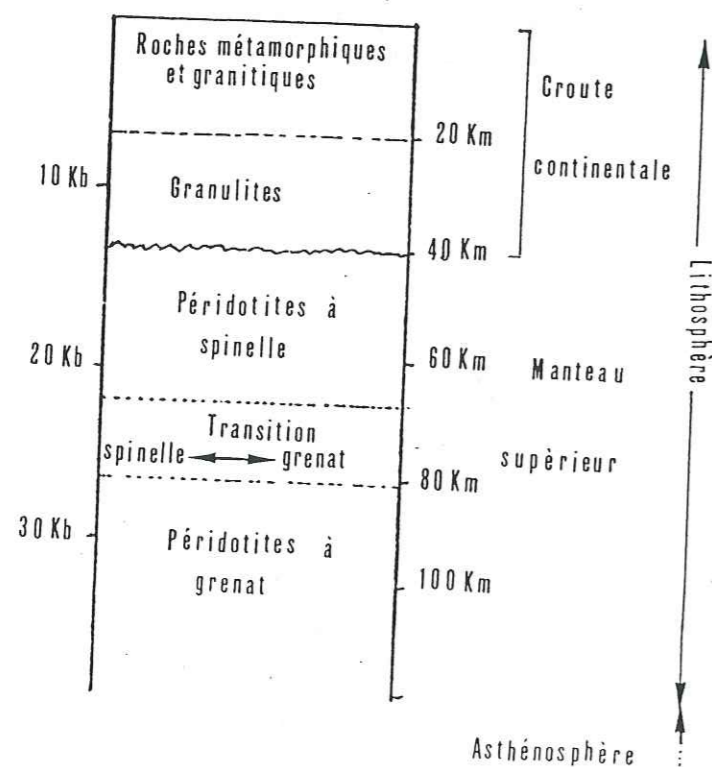 Roches métamorphiques
et granitiques
Croute
20 Km
continentale
10 Kb
Granulites
40 Km
Péridotites à
spinelle
Lithosphère
20 Kb
60 Km
Manteau
Transition
spinelle grenat
supèrieur
80 Km
30 Kb
Péridotites à
grenat
100 Km
Asthénosphère